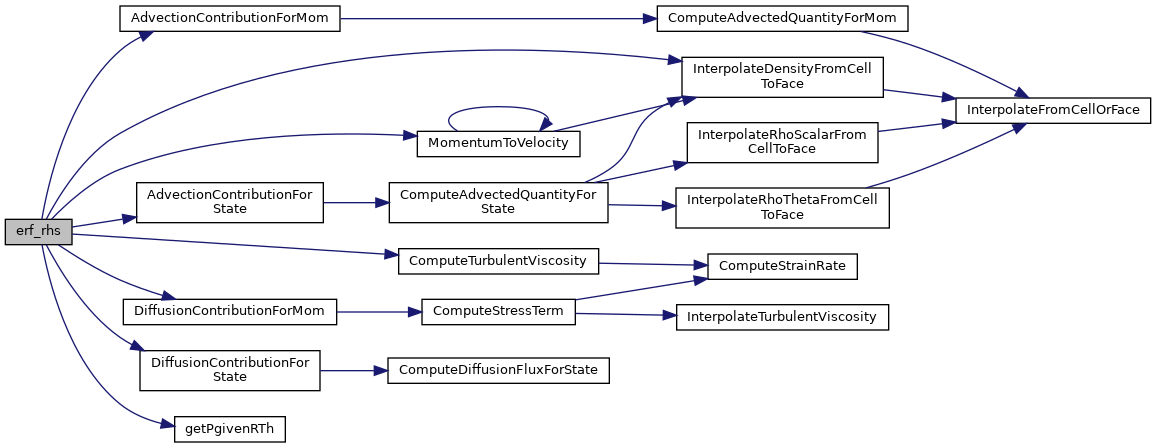 AdvectionContributionForMom
ComputeAdvectedQuantityForMom
InterpolateDensityFromCell
ToFace
InterpolateFromCellOrFace
InterpolateRhoScalarFrom
CellToFace
MomentumToVelocity
AdvectionContributionFor
State
ComputeAdvectedQuantityFor
State
InterpolateRhoThetaFromCell
ToFace
erf_rhs
ComputeTurbulentViscosity
ComputeStrainRate
DiffusionContributionForMom
ComputeStressTerm
InterpolateTurbulentViscosity
DiffusionContributionFor
State
ComputeDiffusionFluxForState
getPgivenRTh